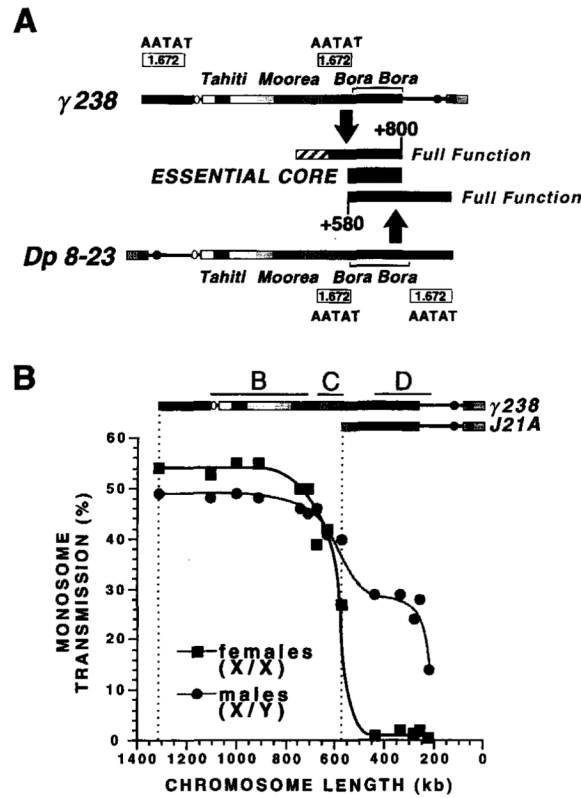 A
AATAT AATAT
1.672 1.672
Tahiti Moorea Bora Bora
γ238
+800
Full Function
ESSENTIAL CORE
Full Function
+580
Dp 8-23
Tahiti Moorea Bora Bora
1.672 1.672
AATAT AATAT
B
B C D
γ238
J21A
60
50
40
30
20
10
0
MONOSOME
TRANSMISSION (%)
females
(X/X)
males
(X/Y)
1400 1200 1000 800 600 400 200 0
CHROMOSOME LENGTH (kb)